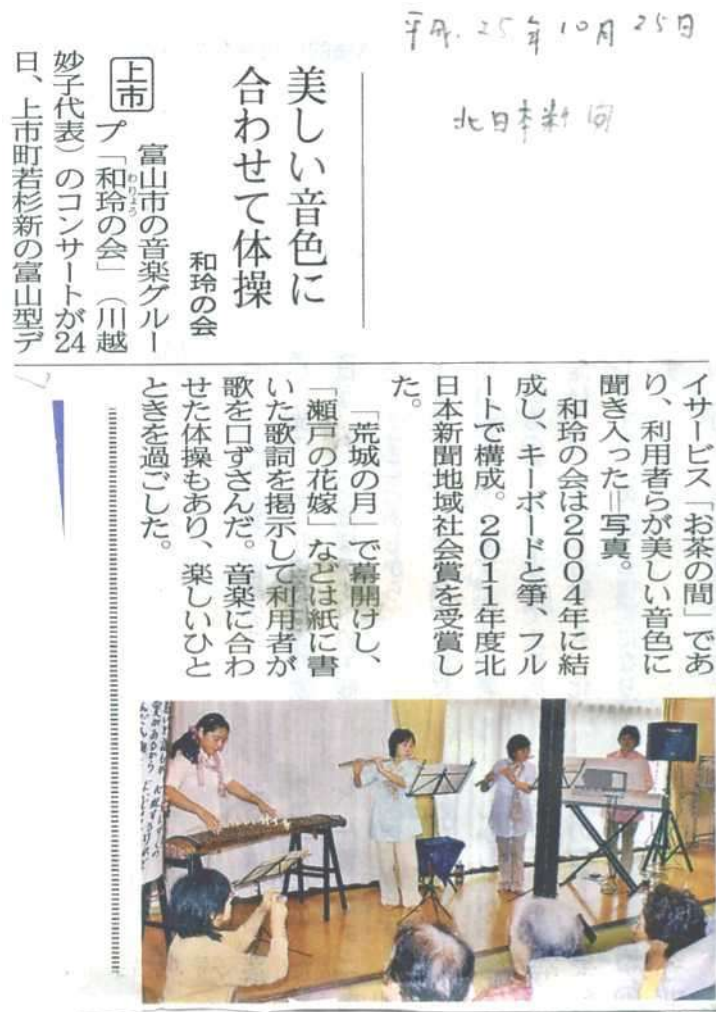 平成.25年10月25日
北日本新聞
美しい音色に
合わせて体操
和玲の会
上市
富山市の音楽グルー
わりょう
プ「和玲の会」(川越
妙子代表)のコンサートが24
日、上市町若杉新の富山型デ
イサービス「お茶の間」であ
り、利用者らが美しい音色に
聞き入った=写真。
和玲の会は2004年に結
成し、キーボードと箏、フル
ートで構成。2011年度北
日本新聞地域社会賞を受賞し
た。
「荒城の月」で幕開けし、
「瀬戸の花嫁」などは紙に書
いた歌詞を掲示して利用者が
歌を口ずさんだ。音楽に合わ
せた体操もあり、楽しいひと
ときを過ごした。